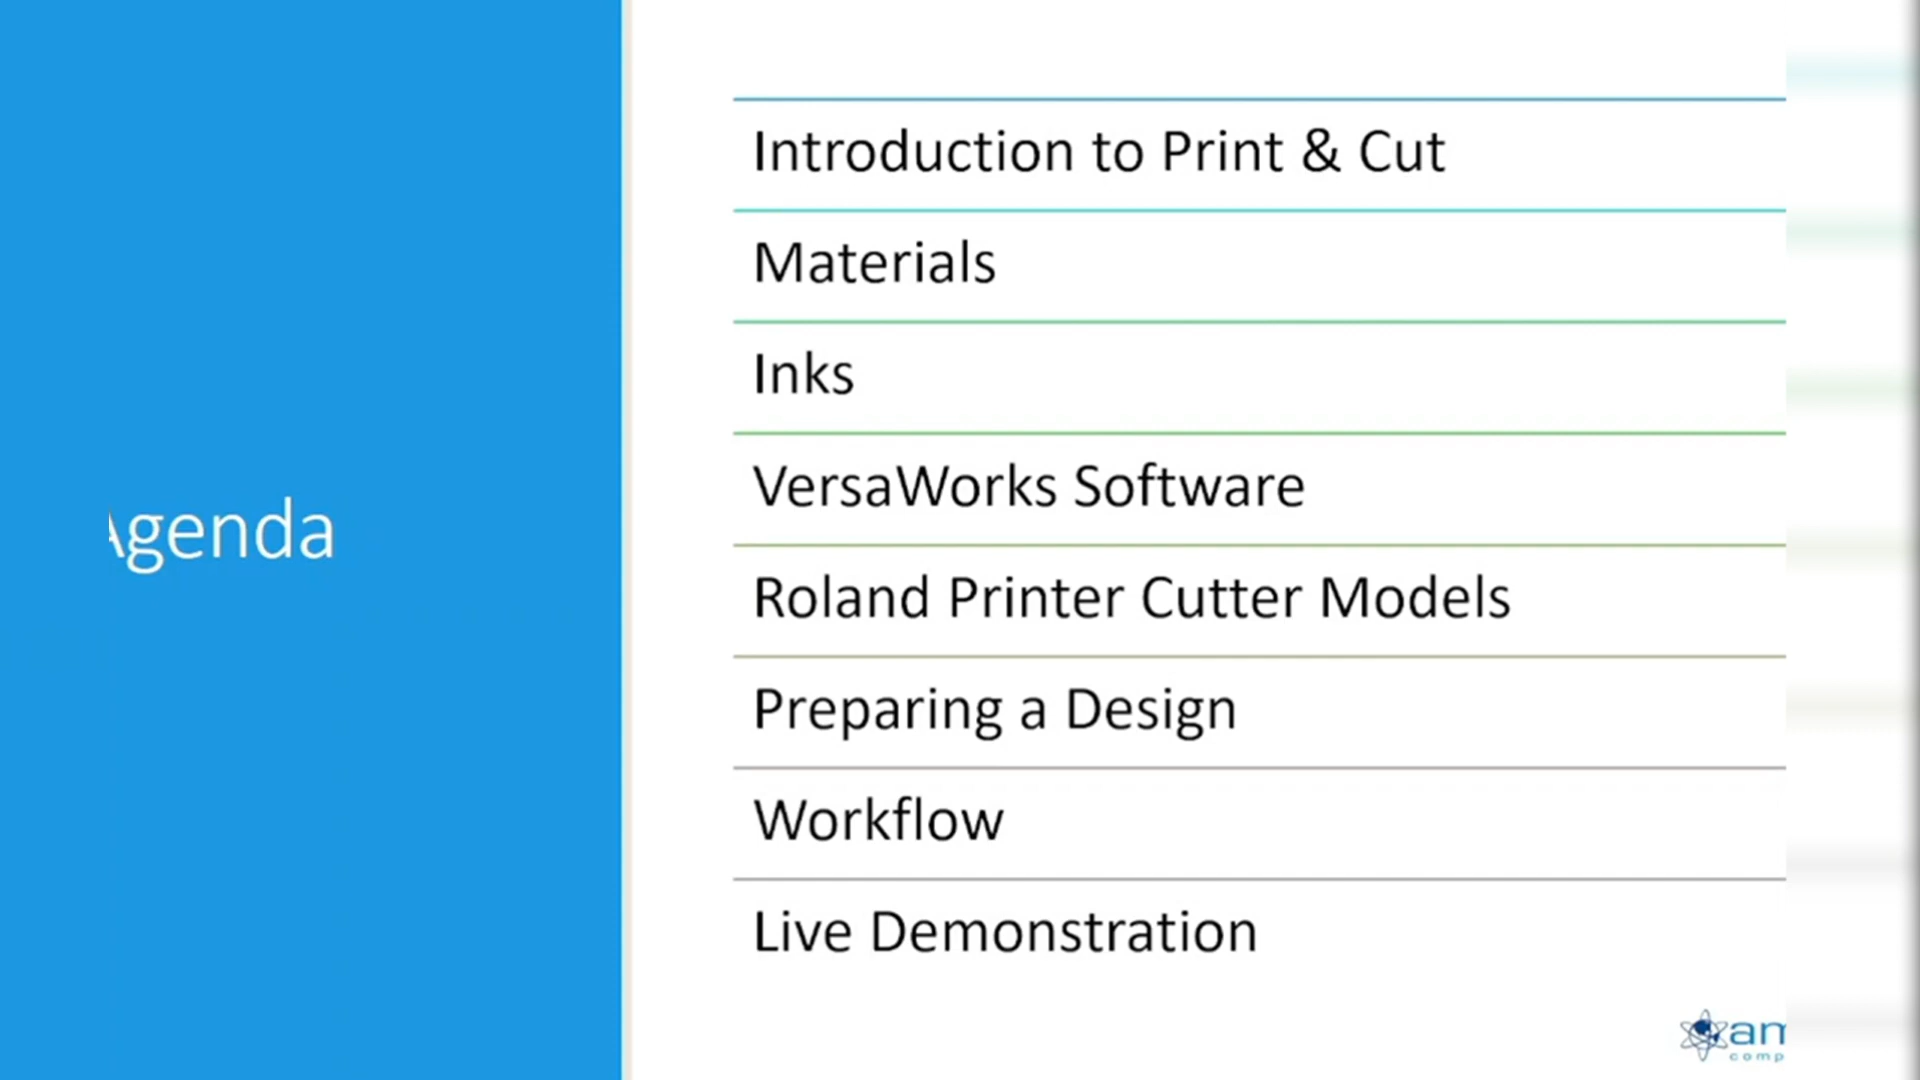 Agenda
Introduction to Print & Cut
Materials
Inks
VersaWorks Software
Roland Printer Cutter Models
Preparing a Design
Workflow
Live Demonstration